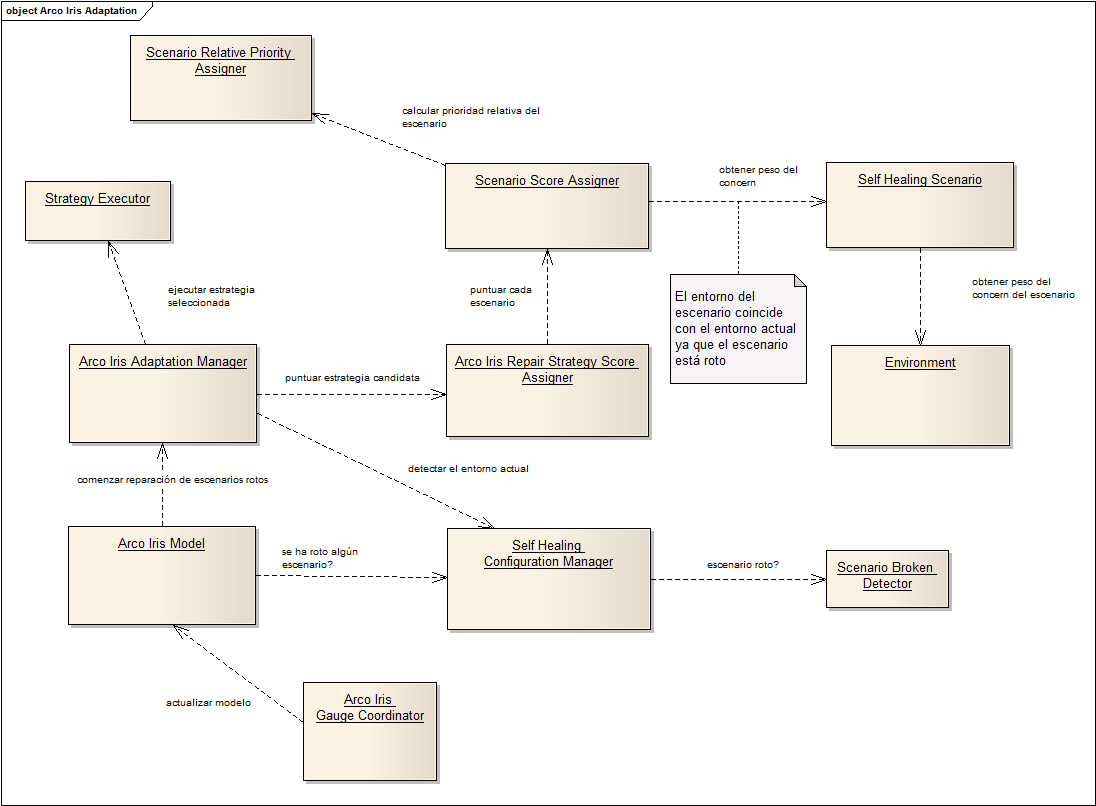 object Arco Iris Adaptation
Scenario Relative Priority
Assigner
calcular prioridad relativa del
escenario
Scenario Score Assigner
obtener peso del
concern
Self Healing Scenario
Strategy Executor
ejecutar estrategia
seleccionada
puntuar cada
escenario
El entorno del
escenario coincide
con el entorno actual
ya que el escenario
está roto
obtener peso del
concern del escenario
Arco Iris Adaptation Manager
puntuar estrategia candidata
Arco Iris Repair Strategy Score
Assigner
Environment
comenzar reparación de escenarios rotos
detectar el entorno actual
Arco Iris Model
se ha roto algún
escenario?
Self Healing
Configuration Manager
escenario roto?
Scenario Broken
Detector
actualizar modelo
Arco Iris
Gauge Coordinator